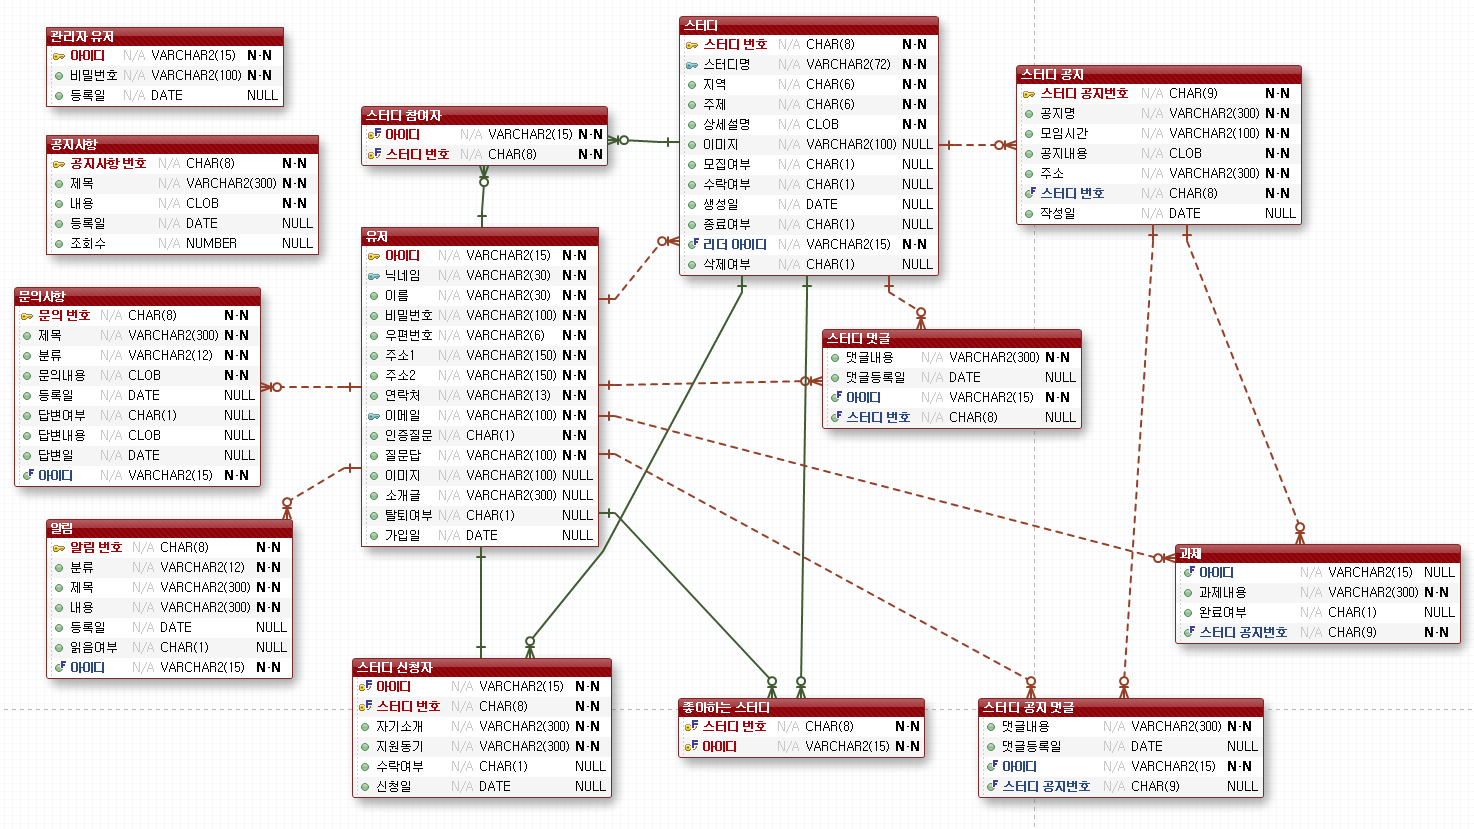 관리자 유저
아이디 N/A VARCHAR2(15) N-N
비밀번호 N/A VARCHAR2(100) N-N
등록일 N/A DATE NULL
공지사항
공지사항 번호 N/A CHAR(8) N-N
제목 N/A VARCHAR2(300) N-N
내용 N/A CLOB N-N
등록일 N/A DATE NULL
조회수 N/A NUMBER NULL
문의사항
문의 번호 N/A CHAR(8) N-N
제목 N/A VARCHAR2(300) N-N
분류 N/A VARCHAR2(12) N-N
문의내용 N/A CLOB N-N
등록일 N/A DATE NULL
답변여부 N/A CHAR(1) NULL
답변내용 N/A CLOB NULL
답변일 N/A DATE NULL
아이디 N/A VARCHAR2(15) N-N
알림
알림 번호 N/A CHAR(8) N-N
분류 N/A VARCHAR2(12) N-N
제목 N/A VARCHAR2(300) N-N
내용 N/A VARCHAR2(300) N-N
등록일 N/A DATE NULL
읽음여부 N/A CHAR(1) NULL
아이디 N/A VARCHAR2(15) N-N
스터디 참여자
아이디 N/A VARCHAR2(15) N-N
스터디 번호 N/A CHAR(8) N-N
유저
아이디 N/A VARCHAR2(15) N-N
닉네임 N/A VARCHAR2(30) N-N
이름 N/A VARCHAR2(30) N-N
비밀번호 N/A VARCHAR2(100) N-N
우편번호 N/A VARCHAR2(6) N-N
주소1 N/A VARCHAR2(150) N-N
주소2 N/A VARCHAR2(150) N-N
연락처 N/A VARCHAR2(13) N-N
이메일 N/A VARCHAR2(100) N-N
인증질문 N/A CHAR(1) N-N
질문답 N/A VARCHAR2(100) N-N
이미지 N/A VARCHAR2(100) NULL
소개글 N/A VARCHAR2(300) NULL
탈퇴여부 N/A CHAR(1) NULL
가입일 N/A DATE NULL
스터디 신청자
아이디 N/A VARCHAR2(15) N-N
스터디 번호 N/A CHAR(8) N-N
자기소개 N/A VARCHAR2(300) N-N
지원동기 N/A VARCHAR2(300) N-N
수락여부 N/A CHAR(1) NULL
신청일 N/A DATE NULL
스터디
스터디 번호 N/A CHAR(8) N-N
스터디명 N/A VARCHAR2(72) N-N
지역 N/A CHAR(6) N-N
주제 N/A CHAR(6) N-N
상세설명 N/A CLOB N-N
이미지 N/A VARCHAR2(100) NULL
모집여부 N/A CHAR(1) NULL
수락여부 N/A CHAR(1) NULL
생성일 N/A DATE NULL
종료여부 N/A CHAR(1) NULL
리더 아이디 N/A VARCHAR2(15) N-N
삭제여부 N/A CHAR(1) NULL
스터디 공지
스터디 공지번호 N/A CHAR(9) N-N
공지명 N/A VARCHAR2(300) N-N
모임시간 N/A VARCHAR2(100) N-N
공지내용 N/A CLOB N-N
주소 N/A VARCHAR2(300) N-N
스터디 번호 N/A CHAR(8) N-N
작성일 N/A DATE NULL
스터디 댓글
댓글내용 N/A VARCHAR2(300) N-N
댓글등록일 N/A DATE NULL
아이디 N/A VARCHAR2(15) N-N
스터디 번호 N/A CHAR(8) NULL
과제
아이디 N/A VARCHAR2(15) NULL
과제내용 N/A VARCHAR2(300) N-N
완료여부 N/A CHAR(1) NULL
스터디 공지번호 N/A CHAR(9) N-N
좋아하는 스터디
스터디 번호 N/A CHAR(8) N-N
아이디 N/A VARCHAR2(15) N-N
스터디 공지 댓글
댓글내용 N/A VARCHAR2(300) N-N
댓글등록일 N/A DATE NULL
아이디 N/A VARCHAR2(15) N-N
스터디 공지번호 N/A CHAR(9) NULL